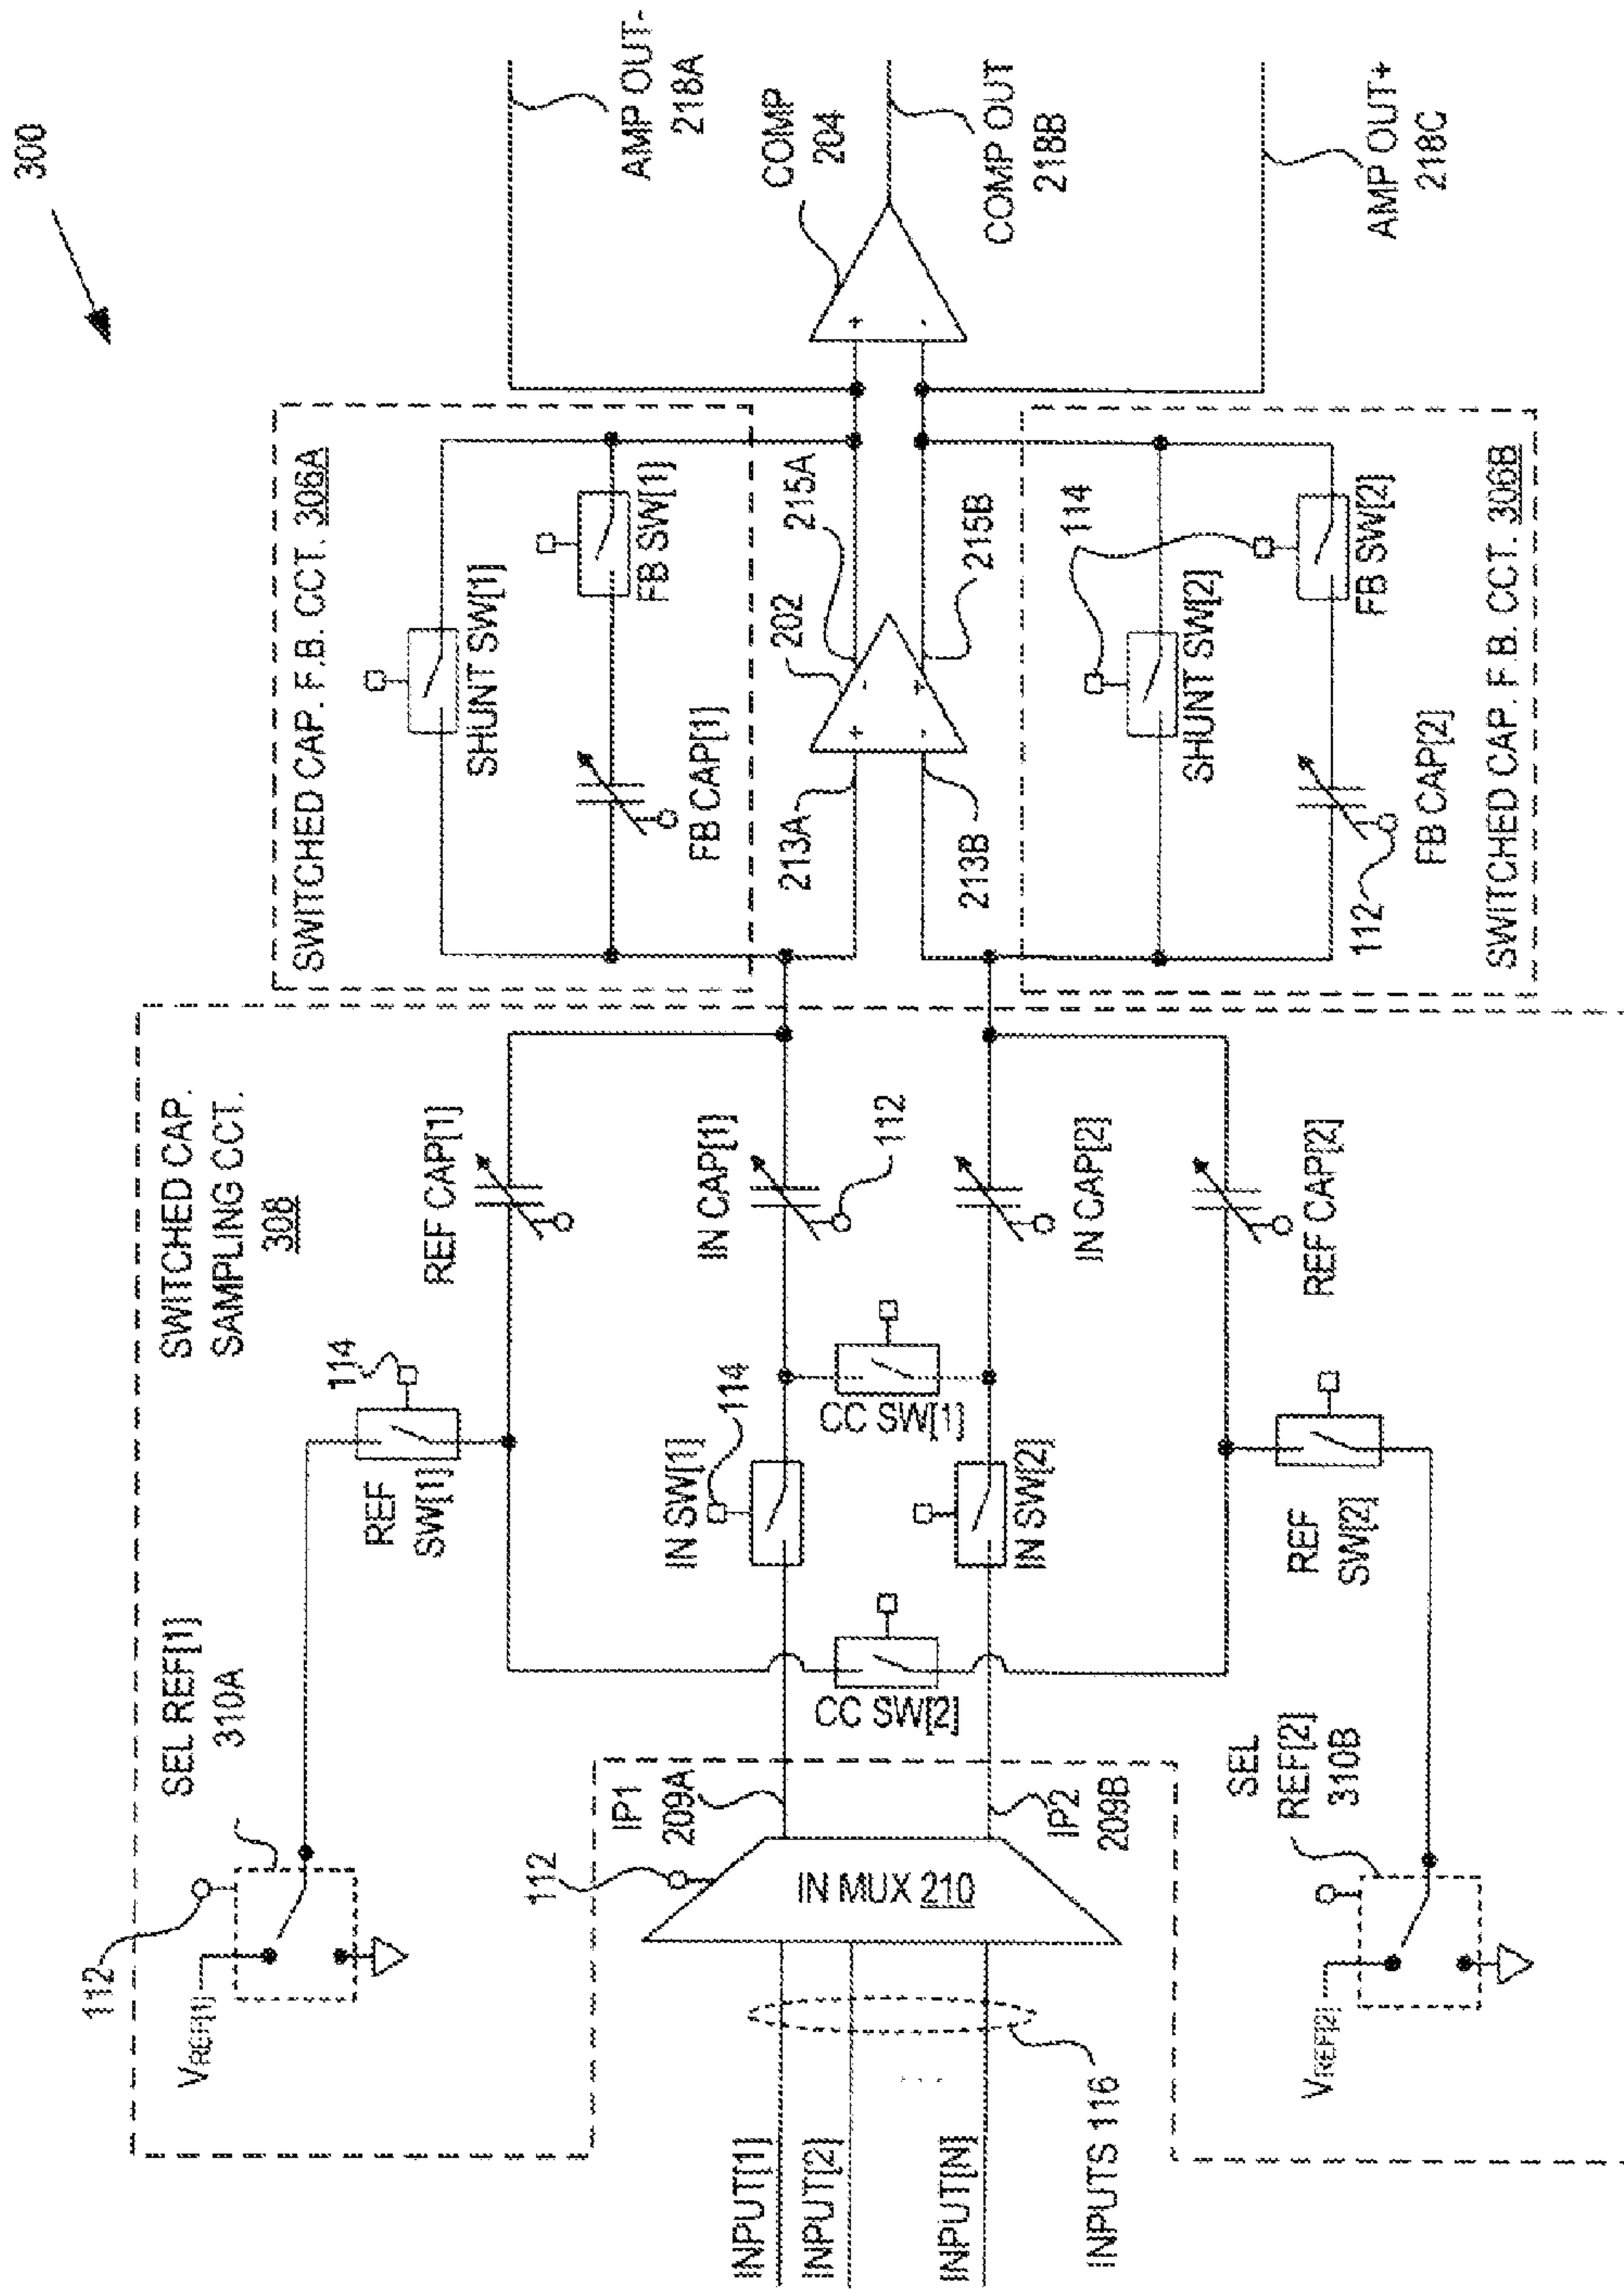 300
SWITCHED CAP.
SAMPLING CCT.
308
SEL REF[1]
310A
112
VREF[1]
REF
SW[1]
114
REF CAP[1]
SWITCHED CAP. F.B. CCT. 306A
SHUNT SW[1]
FB SW[1]
FB CAP[1]
AMP OUT-
218A
INPUT[1]
INPUT[2]
INPUT[N]
INPUTS 116
112
IN MUX 210
IP1
209A
IP2
209B
IN SW[1]
114
IN SW[2]
CC SW[1]
CC SW[2]
IN CAP[1]
112
IN CAP[2]
213A
213B
202
+
-
-
+
215A
215B
COMP
204
+
-
COMP OUT
218B
SEL
REF[2]
310B
VREF[2]
REF
SW[2]
REF CAP[2]
114
SHUNT SW[2]
FB SW[2]
112
FB CAP[2]
SWITCHED CAP. F.B. CCT. 306B
AMP OUT+
218C